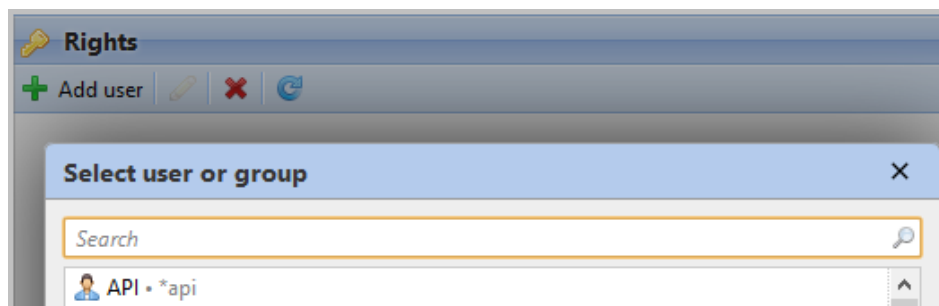 Rights
Add user
Select user or group
Search
API • *api